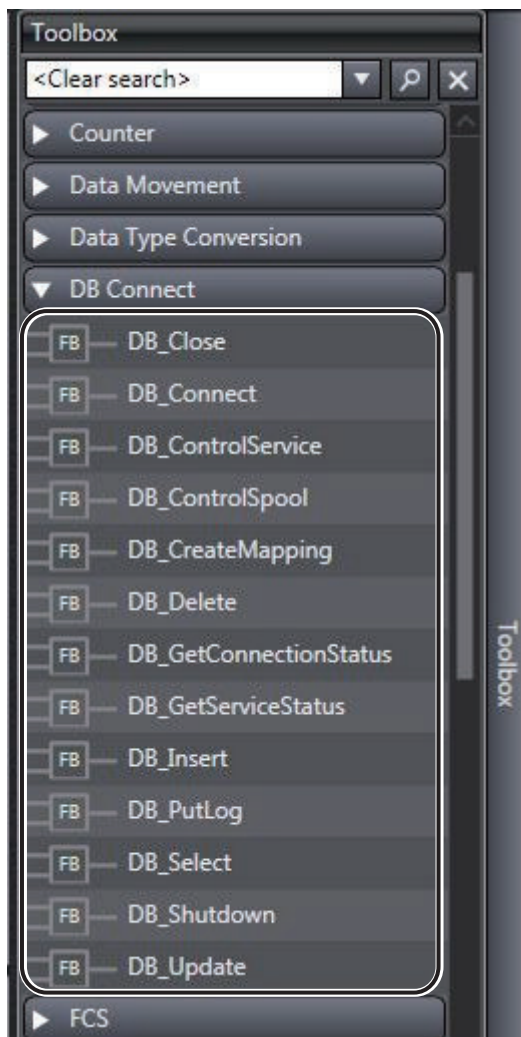 Toolbox
<Clear search>
Counter
Data Movement
Data Type Conversion
DB Connect
FB DB_Close
FB DB_Connect
FB DB_ControlService
FB DB_ControlSpool
FB DB_CreateMapping
FB DB_Delete
FB DB_GetConnectionStatus
FB DB_GetServiceStatus
FB DB_Insert
FB DB_PutLog
FB DB_Select
FB DB_Shutdown
FB DB_Update
FCS
Toolbox